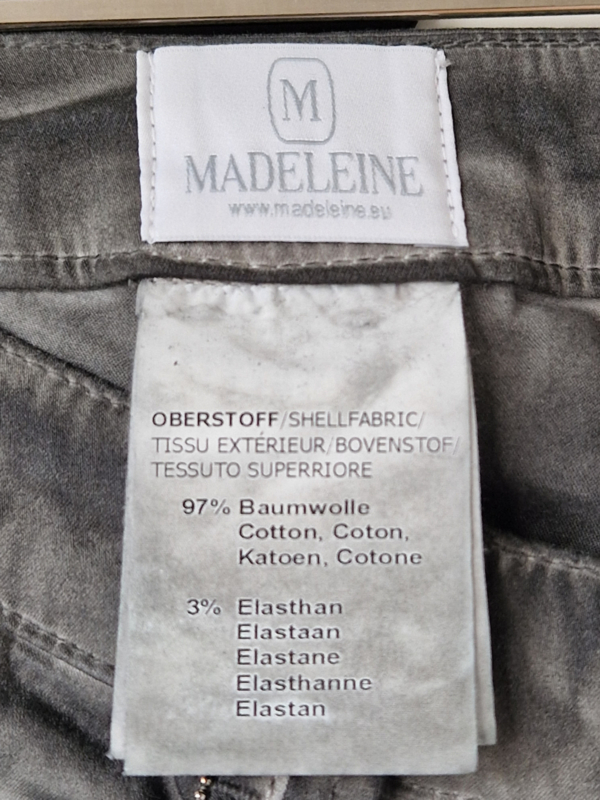 M
MADELEINE
www.madeleine.eu
OBERSTOFF/SHELLFABRIC/
TISSU EXTÉRIEUR/BOVENSTOF/
TESSUTO SUPERRIORE
97% Baumwolle
Cotton, Coton,
Katoen, Cotone
3% Elasthan
Elastaan
Elastane
Elasthanne
Elastan